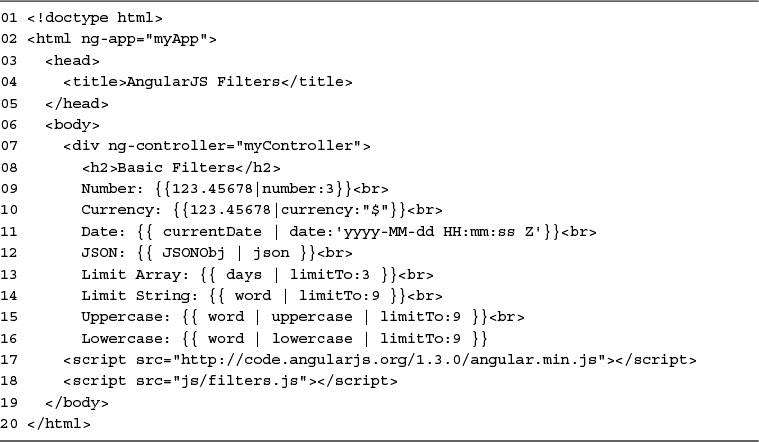 01 <!doctype html>
02 <html ng-app="myApp">
03   <head>
04     <title>AngularJS Filters</title>
05   </head>
06   <body>
07     <div ng-controller="myController">
08       <h2>Basic Filters</h2>
09       Number: {{123.45678|number:3}}<br>
10       Currency: {{123.45678|currency:"$"}}<br>
11       Date: {{ currentDate | date:'yyyy-MM-dd HH:mm:ss Z'}}<br>
12       JSON: {{ JSONObj | json }}<br>
13       Limit Array: {{ days | limitTo:3 }}<br>
14       Limit String: {{ word | limitTo:9 }}<br>
15       Uppercase: {{ word | uppercase | limitTo:9 }}<br>
16       Lowercase: {{ word | lowercase | limitTo:9 }}
17     <script src="http://code.angularjs.org/1.3.0/angular.min.js"></script>
18     <script src="js/filters.js"></script>
19   </body>
20 </html>